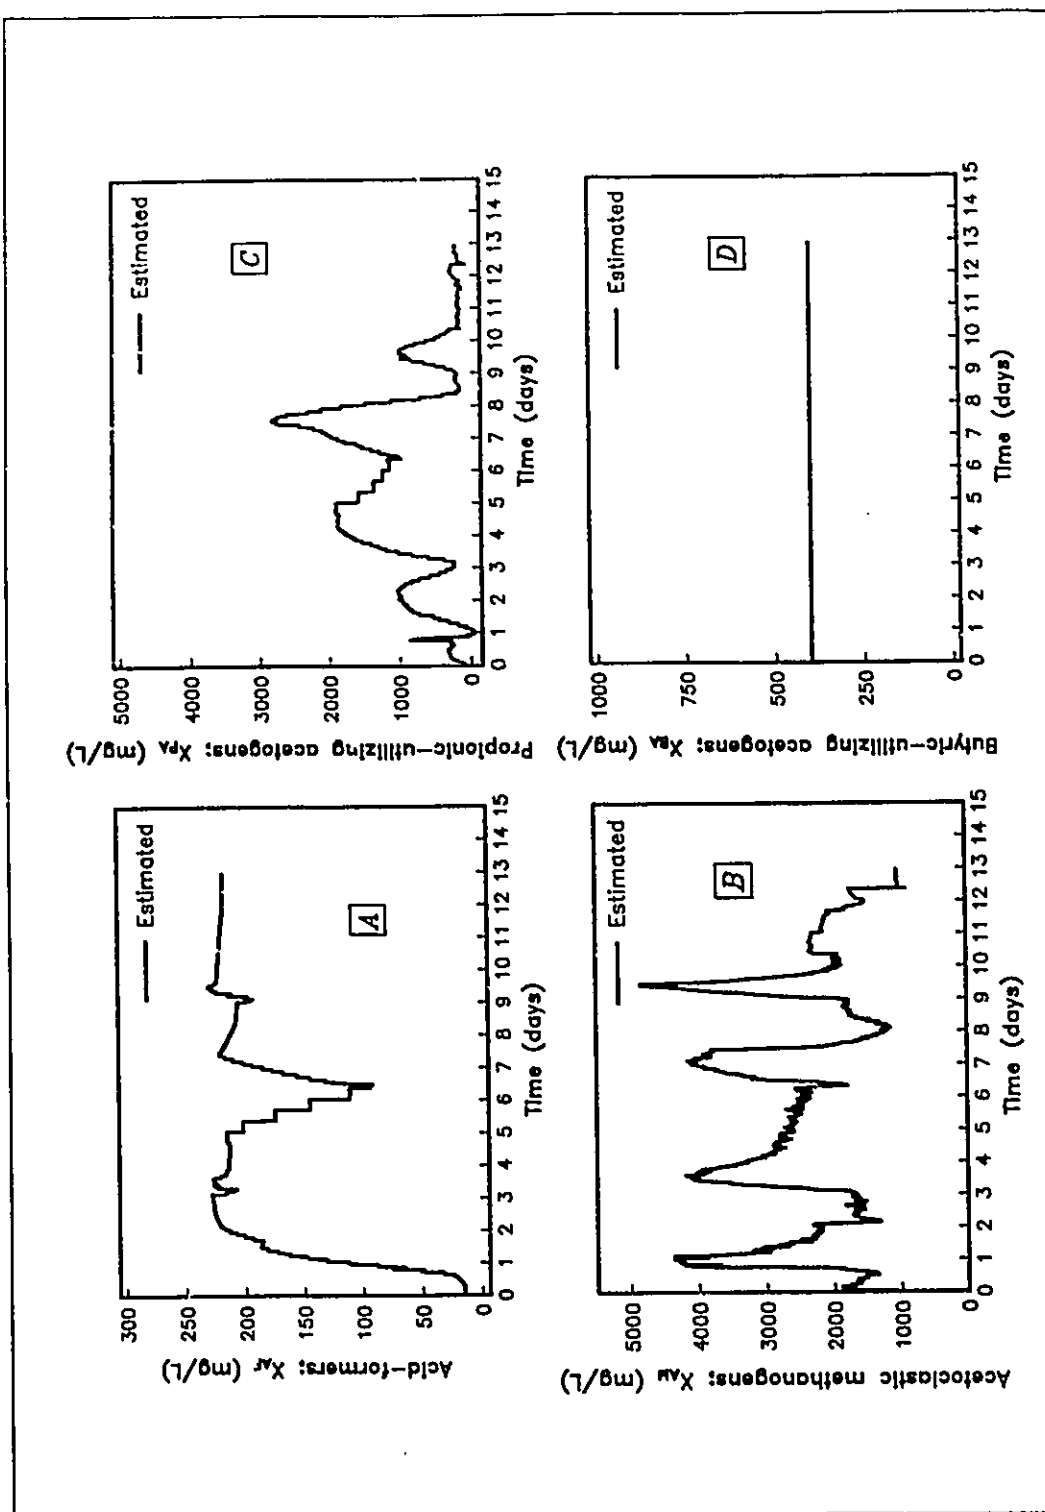 Acid-formers; X_AF (mg/L)
300
250
200
150
100
50
0
Estimated
A
0 1 2 3 4 5 6 7 8 9 10 11 12 13 14 15
Time (days)
Propionic-utilizing acetogens; X_PA (mg/L)
5000
4000
3000
2000
1000
0
Estimated
C
0 1 2 3 4 5 6 7 8 9 10 11 12 13 14 15
Time (days)
Acetoclastic methanogens; X_AM (mg/L)
5000
4000
3000
2000
1000
0
Estimated
B
0 1 2 3 4 5 6 7 8 9 10 11 12 13 14 15
Time (days)
Butyric-utilizing acetogens; X_BA (mg/L)
1000
750
500
250
0
Estimated
D
0 1 2 3 4 5 6 7 8 9 10 11 12 13 14 15
Time (days)